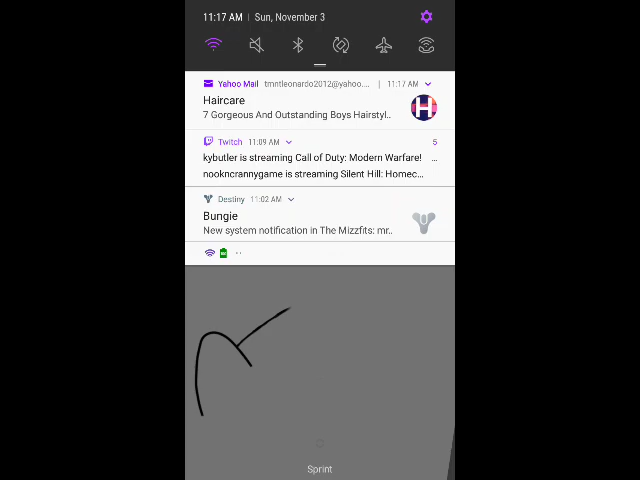 11:17 AM | Sun, November 3
Yahoo Mail tmntleonardo2012@yahoo.... | 11:17 AM
Haircare
7 Gorgeous And Outstanding Boys Hairstyl..
H
Twitch 11:09 AM 5
kybutler is streaming Call of Duty: Modern Warfare! ...
nookncrannygame is streaming Silent Hill: Homec...
Destiny 11:02 AM
Bungie
New system notification in The Mizzfits: mr..
Sprint